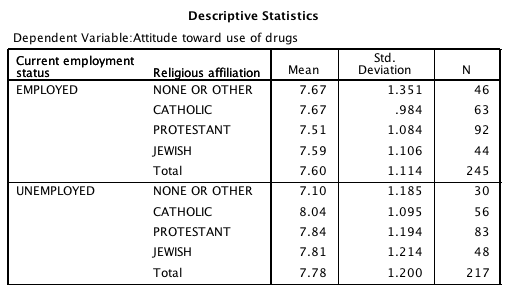 Descriptive Statistics
Dependent Variable:Attitude toward use of drugs
Current employment status Religious affiliation Mean Std. Deviation N
EMPLOYED NONE OR OTHER 7.67 1.351 46
CATHOLIC 7.67 .984 63
PROTESTANT 7.51 1.084 92
JEWISH 7.59 1.106 44
Total 7.60 1.114 245
UNEMPLOYED NONE OR OTHER 7.10 1.185 30
CATHOLIC 8.04 1.095 56
PROTESTANT 7.84 1.194 83
JEWISH 7.81 1.214 48
Total 7.78 1.200 217